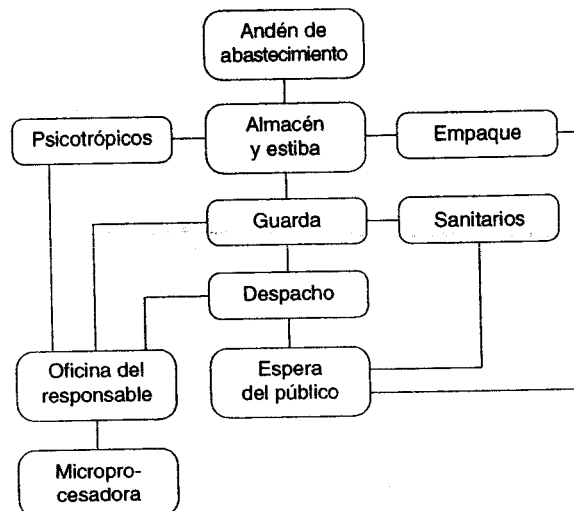 Andén de
abastecimiento
Psicotrópicos
Almacén
y estiba
Empaque
Guarda
Sanitarios
Despacho
Oficina del
responsable
Espera
del público
Micropro-
cesadora